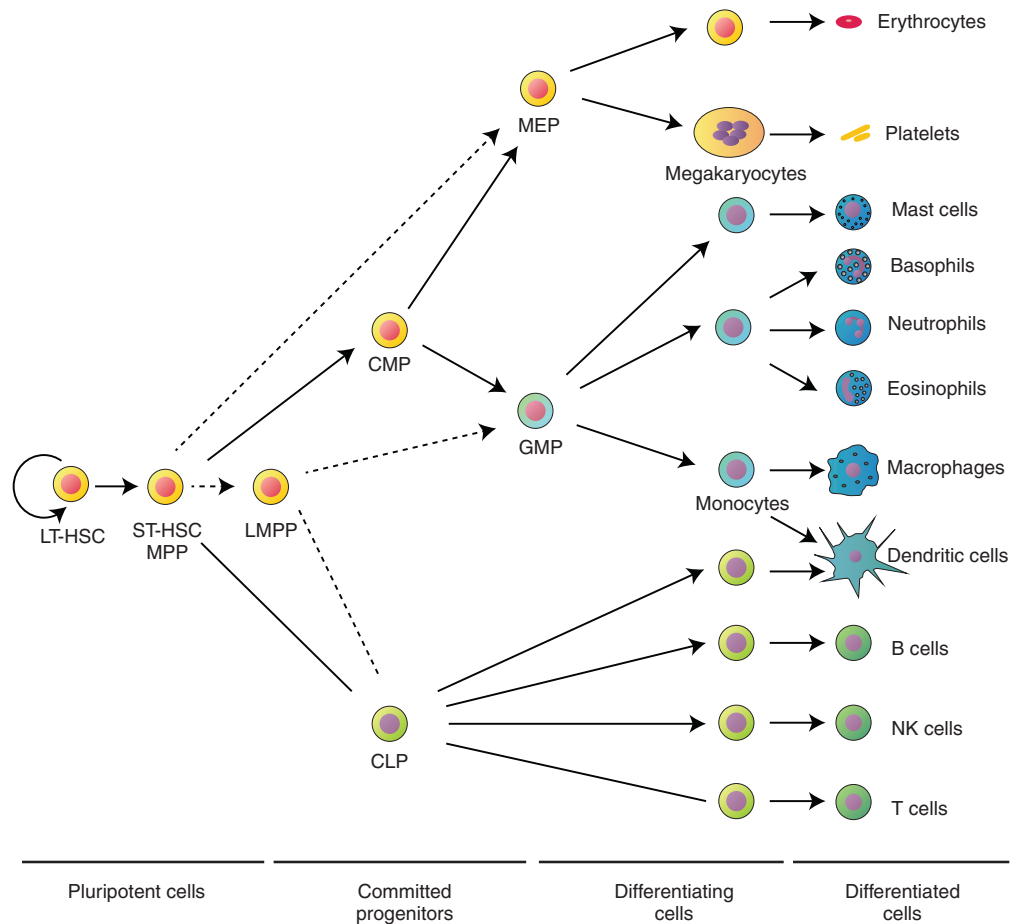 Erythrocytes
MEP
Platelets
Megakaryocytes
Mast cells
Basophils
Neutrophils
CMP
Eosinophils
GMP
Macrophages
Monocytes
LT-HSC
ST-HSC
MPP
LMPP
Dendritic cells
B cells
NK cells
CLP
T cells
Pluripotent cells
Committed
progenitors
Differentiating
cells
Differentiated
cells